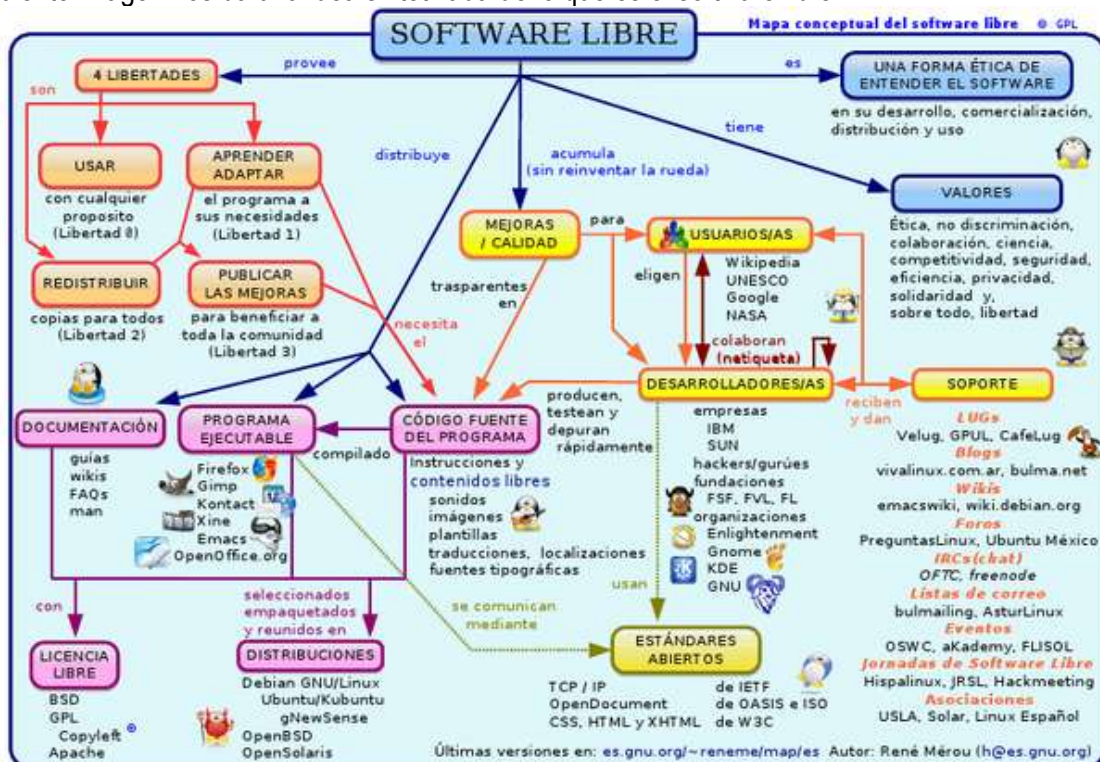 SOFTWARE LIBRE
Mapa conceptual del software libre © GPL
provee
es
4 LIBERTADES
UNA FORMA ÉTICA DE
ENTENDER EL SOFTWARE
en su desarrollo, comercialización,
distribución y uso
son
distribuye
acumula
(sin reinventar la rueda)
tiene
USAR
con cualquier
proposito
(Libertad 0)
APRENDER
ADAPTAR
el programa a
sus necesidades
(Libertad 1)
REDISTRIBUIR
copias para todos
(Libertad 2)
PUBLICAR
LAS MEJORAS
para beneficiar a
toda la comunidad
(Libertad 3)
necesita
el
MEJORAS
/ CALIDAD
para
trasparentes
en
USUARIOS/AS
Wikipedia
UNESCO
Google
NASA
eligen
colaboran
(netiqueta)
VALORES
Ética, no discriminación,
colaboración, ciencia,
competitividad, seguridad,
eficiencia, privacidad,
solidaridad y,
sobre todo, libertad
DOCUMENTACIÓN
guías
wikis
FAQs
man
PROGRAMA
EJECUTABLE
Firefox
Gimp
Kontact
Xine
Emacs
OpenOffice.org
compilado
CÓDIGO FUENTE
DEL PROGRAMA
Instrucciones y
contenidos libres
sonidos
imágenes
plantillas
traducciones, localizaciones
fuentes tipográficas
producen,
testean y
depuran
rápidamente
DESARROLLADORES/AS
empresas
IBM
SUN
hackers/gurúes
fundaciones
FSF, FVL, FL
organizaciones
Enlightenment
Gnome
KDE
GNU
reciben
y dan
SOPORTE
LUGs
Velug, GPUL, CafeLug
Blogs
vivalinux.com.ar, bulma.net
Wikis
emacswiki, wiki.debian.org
Foros
PreguntasLinux, Ubuntu México
IRCs(chat)
OFTC, freenode
Listas de correo
bulmailing, AsturLinux
Eventos
OSWC, aKademy, FLISOL
Jornadas de Software Libre
Hispalinux, JRSL, Hackmeeting
Asociaciones
USLA, Solar, Linux Español
con
seleccionados
empaquetados
y reunidos en
se comunican
mediante
usan
LICENCIA
LIBRE
BSD
GPL
Copyleft
Apache
DISTRIBUCIONES
Debian GNU/Linux
Ubuntu/Kubuntu
gNewSense
OpenBSD
OpenSolaris
ESTÁNDARES
ABIERTOS
TCP / IP de IETF
OpenDocument de OASIS e ISO
CSS, HTML y XHTML de W3C
Últimas versiones en: es.gnu.org/~reneme/map/es Autor: René Mérou (h@es.gnu.org)